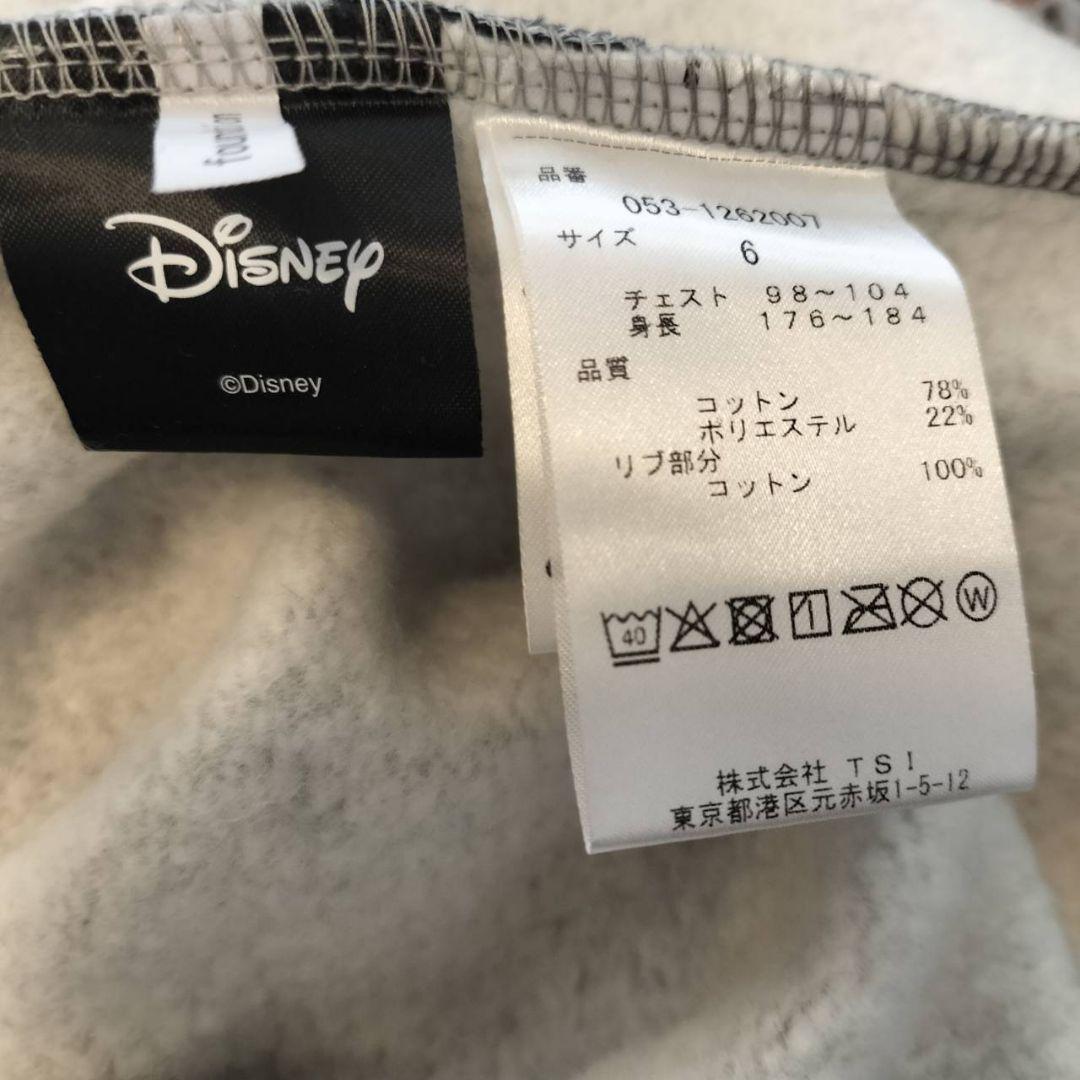 Disney
©Disney
品番
053-1262007
サイズ 6
チェスト 98～104
身長 176～184
品質
コットン 78%
ポリエステル 22%
リブ部分
コットン 100%
40
W
株式会社 TSI
東京都港区元赤坂1-5-12